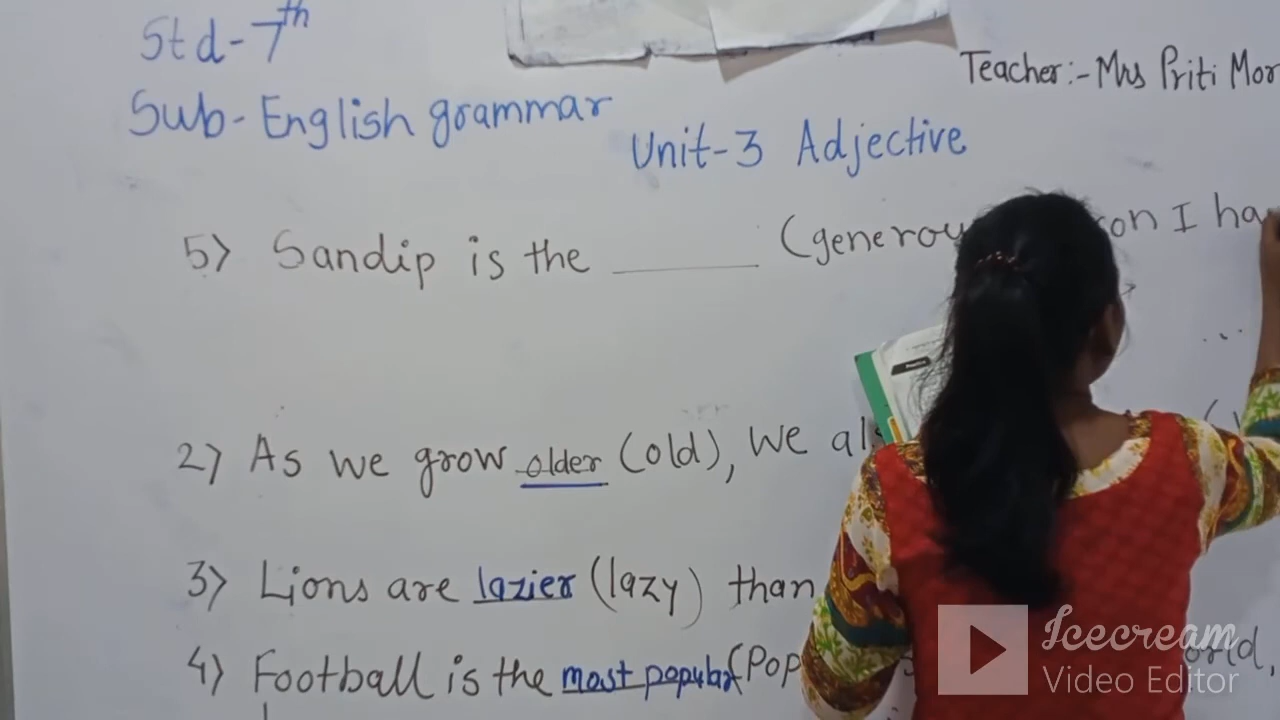 Std-7th
Teacher:- Mrs Priti Mor
Sub-English grammar
Unit-3 Adjective
5) Sandip is the ______ (generou on I ha
2) As we grow older (old), we al
3) Lions are lazier (lazy) than
4) Football is the most popular (Pop orld,
Icecream
Video Editor